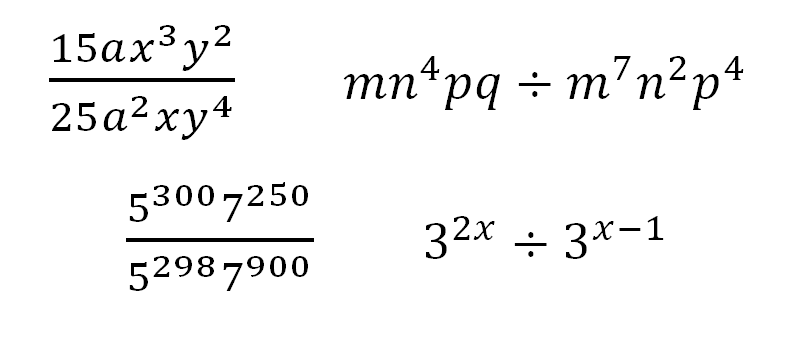 15ax³y² / 25a²xy⁴    mn⁴pq ÷ m⁷n²p⁴
5³⁰⁰7²⁵⁰ / 5²⁹⁸7⁹⁰⁰    3²ˣ ÷ 3ˣ⁻¹